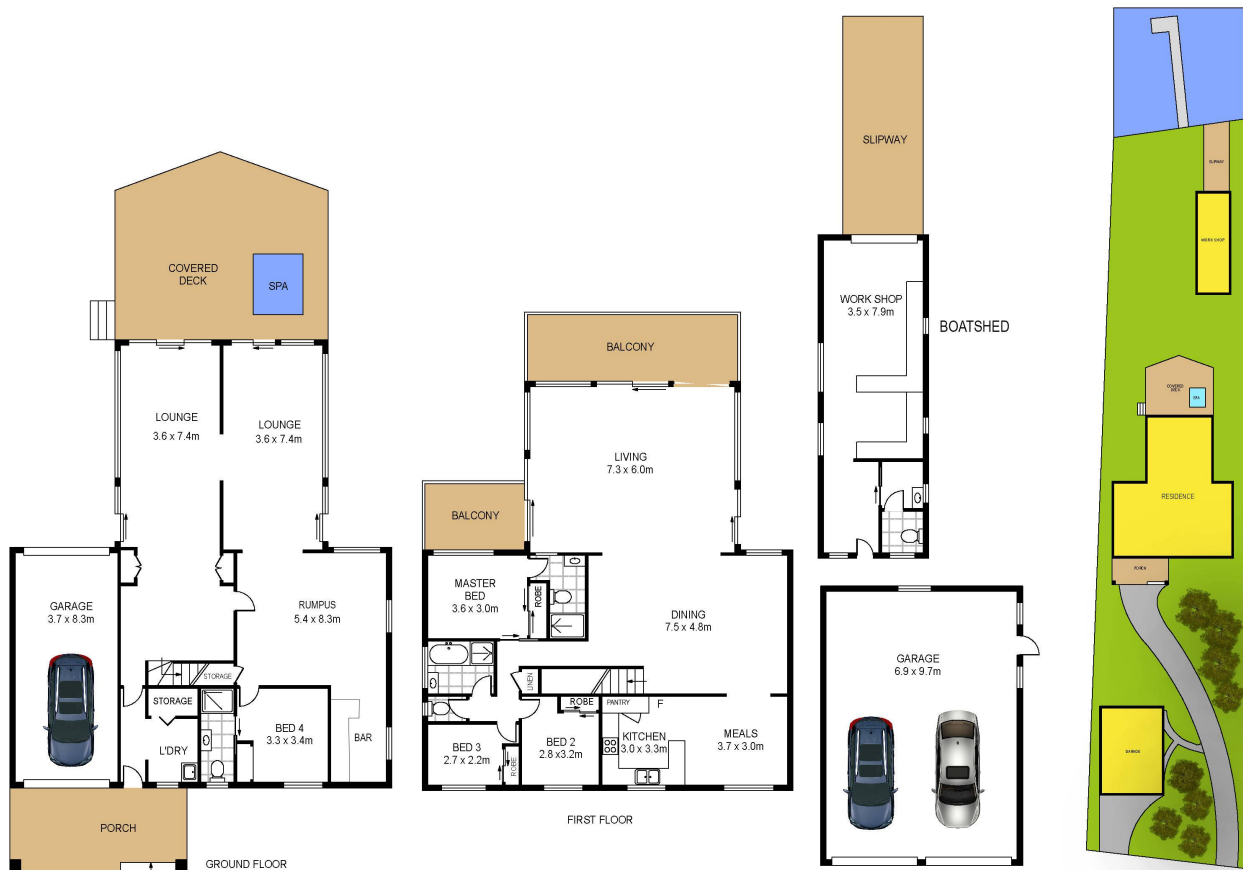 COVERED
DECK
SPA
LOUNGE
3.6 x 7.4m
LOUNGE
3.6 x 7.4m
GARAGE
3.7 x 8.3m
RUMPUS
5.4 x 8.3m
STORAGE
STORAGE
L'DRY
BED 4
3.3 x 3.4m
BAR
PORCH
GROUND FLOOR
BALCONY
LIVING
7.3 x 6.0m
BALCONY
MASTER
BED
3.6 x 3.0m
ROBE
DINING
7.5 x 4.8m
LINEN
ROBE
PANTRY
F
BED 3
2.7 x 2.2m
ROBE
BED 2
2.8 x3.2m
KITCHEN
3.0 x 3.3m
MEALS
3.7 x 3.0m
FIRST FLOOR
SLIPWAY
WORK SHOP
3.5 x 7.9m
BOATSHED
GARAGE
6.9 x 9.7m
SLIPWAY
WORK SHOP
COVERED
DECK
SPA
RESIDENCE
PORCH
GARAGE